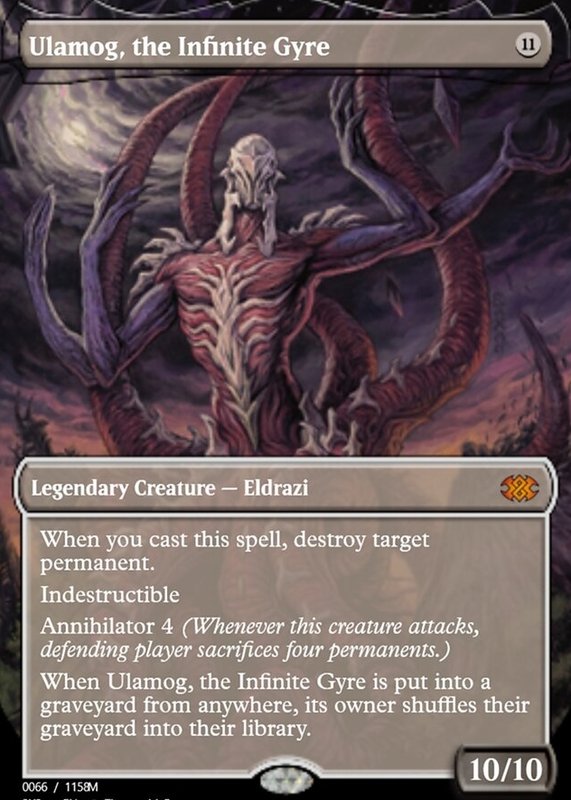 Ulamog, the Infinite Gyre 11
Legendary Creature — Eldrazi
When you cast this spell, destroy target
permanent.
Indestructible
Annihilator 4 (Whenever this creature attacks,
defending player sacrifices four permanents.)
When Ulamog, the Infinite Gyre is put into a
graveyard from anywhere, its owner shuffles their
graveyard into their library.
10/10
0066 / 1158M